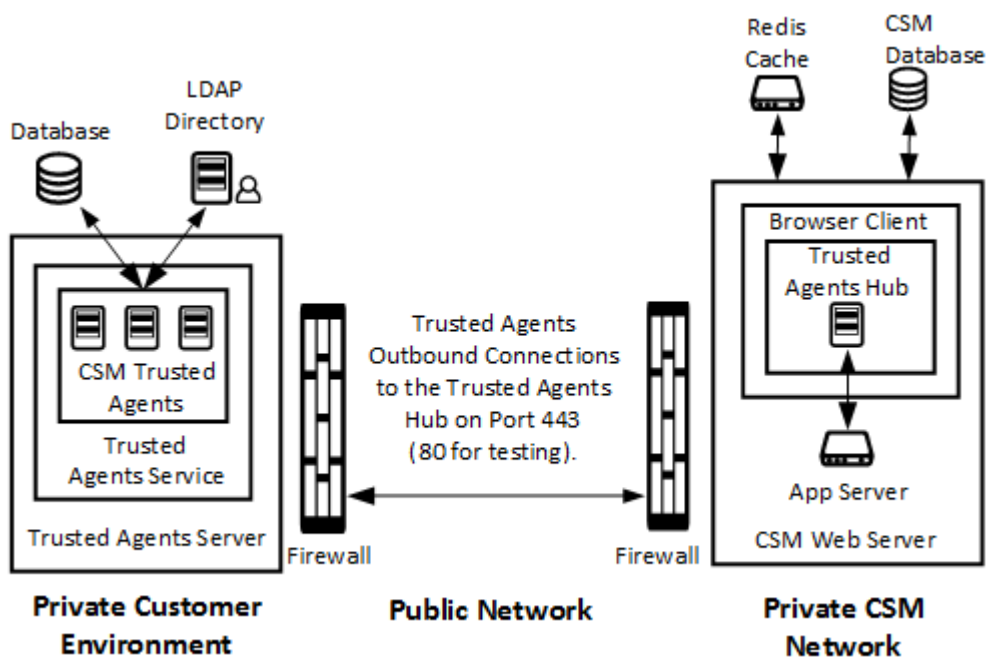 Database
LDAP
Directory
CSM Trusted
Agents
Trusted
Agents Service
Trusted Agents Server
Private Customer
Environment
Firewall
Trusted Agents
Outbound Connections
to the Trusted Agents
Hub on Port 443
(80 for testing).
Public Network
Firewall
Redis
Cache
CSM
Database
Browser Client
Trusted
Agents Hub
App Server
CSM Web Server
Private CSM
Network